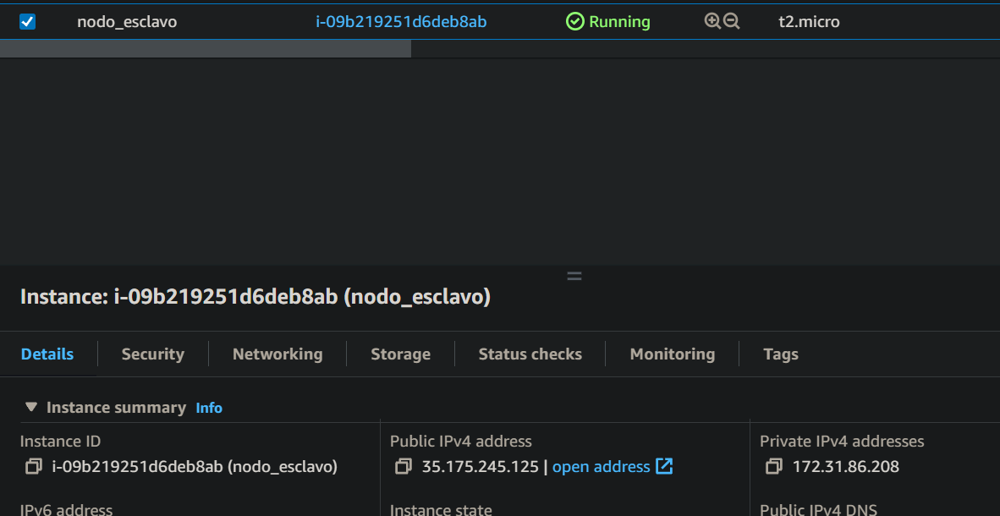 nodo_esclavo i-09b219251d6deb8ab Running t2.micro
Instance: i-09b219251d6deb8ab (nodo_esclavo)
Details Security Networking Storage Status checks Monitoring Tags
Instance summary Info
Instance ID Public IPv4 address Private IPv4 addresses
i-09b219251d6deb8ab (nodo_esclavo) 35.175.245.125 | open address 172.31.86.208
IPv6 address Instance state Public IPv4 DNS